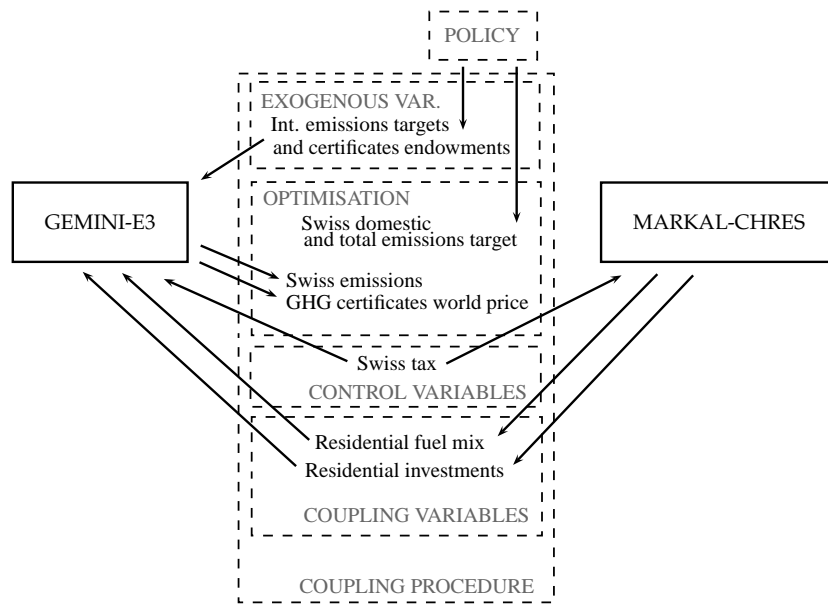 POLICY
EXOGENOUS VAR.
Int. emissions targets
and certificates endowments
GEMINI-E3
OPTIMISATION
Swiss domestic
and total emissions target
MARKAL-CHRES
Swiss emissions
GHG certificates world price
Swiss tax
CONTROL VARIABLES
Residential fuel mix
Residential investments
COUPLING VARIABLES
COUPLING PROCEDURE